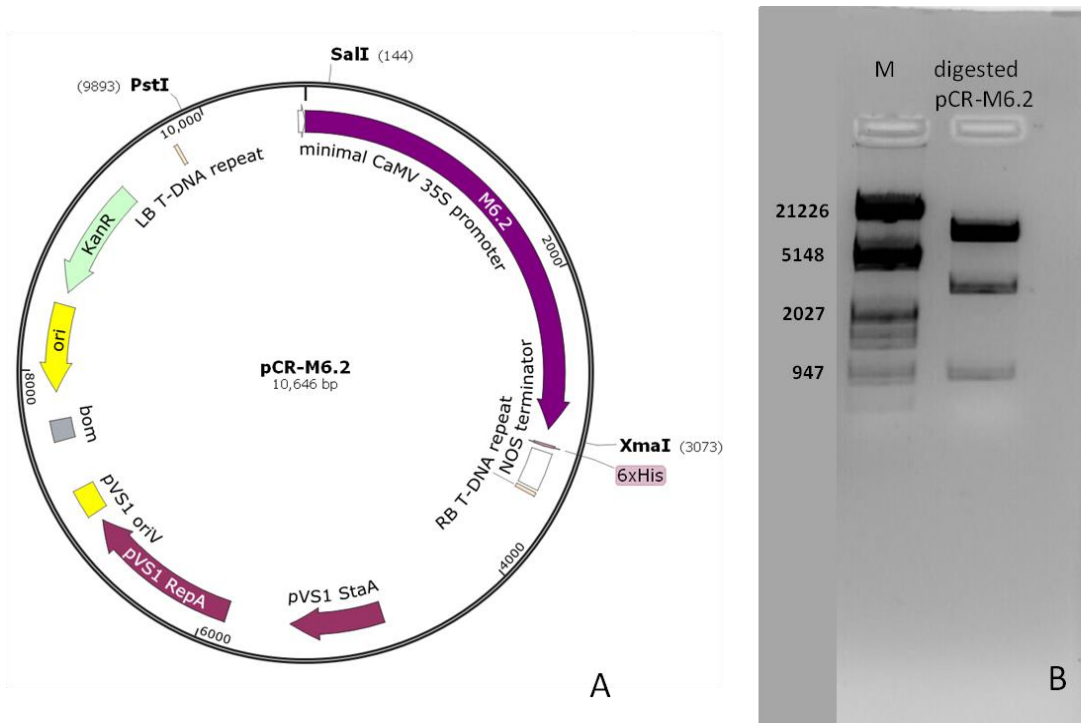 SalI (144)
(9893) PstI
10,000
LB T-DNA repeat
minimal CaMV 35S promoter
M6.2
2000
KanR
ori
8000
bom
pCR-M6.2
10,646 bp
NOS terminator
RB T-DNA repeat
XmaI (3073)
6xHis
pVS1 oriV
pVS1 RepA
pVS1 StaA
4000
6000
A
M
digested
pCR-M6.2
21226
5148
2027
947
B